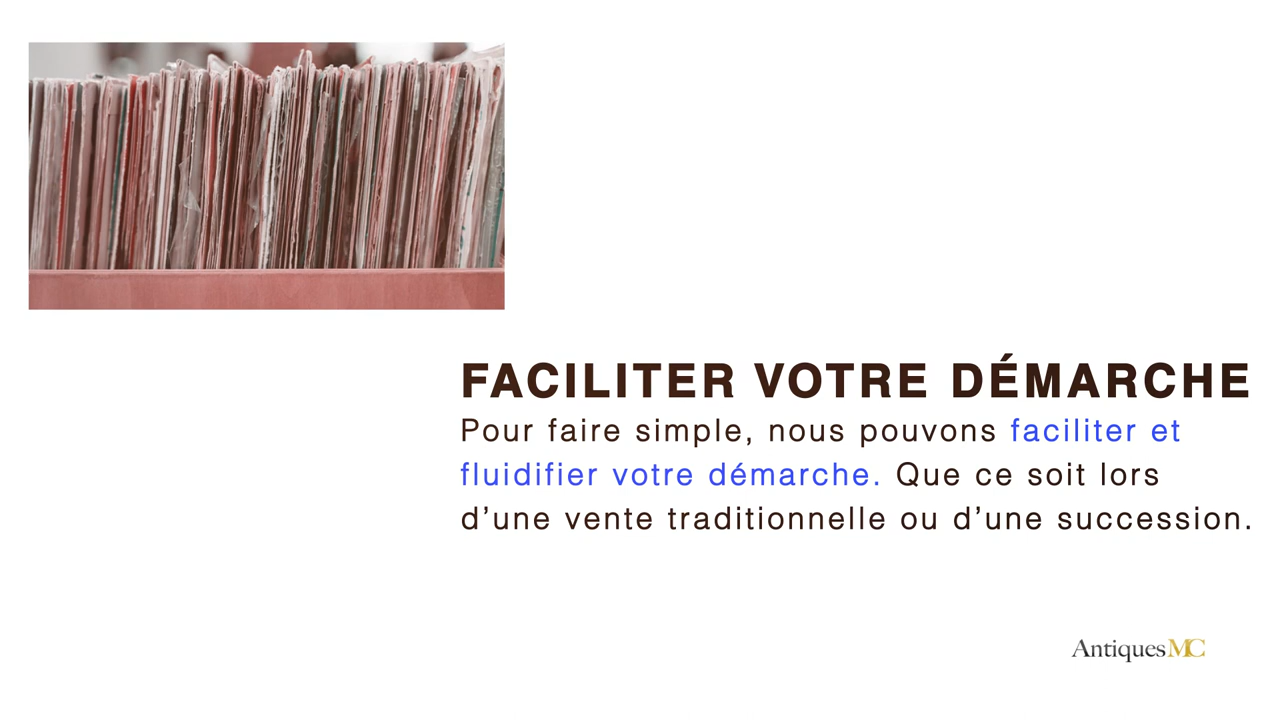 FACILITER VOTRE DÉMARCHE
Pour faire simple, nous pouvons faciliter et
fluidifier votre démarche. Que ce soit lors
d’une vente traditionnelle ou d’une succession.
AntiquesMC